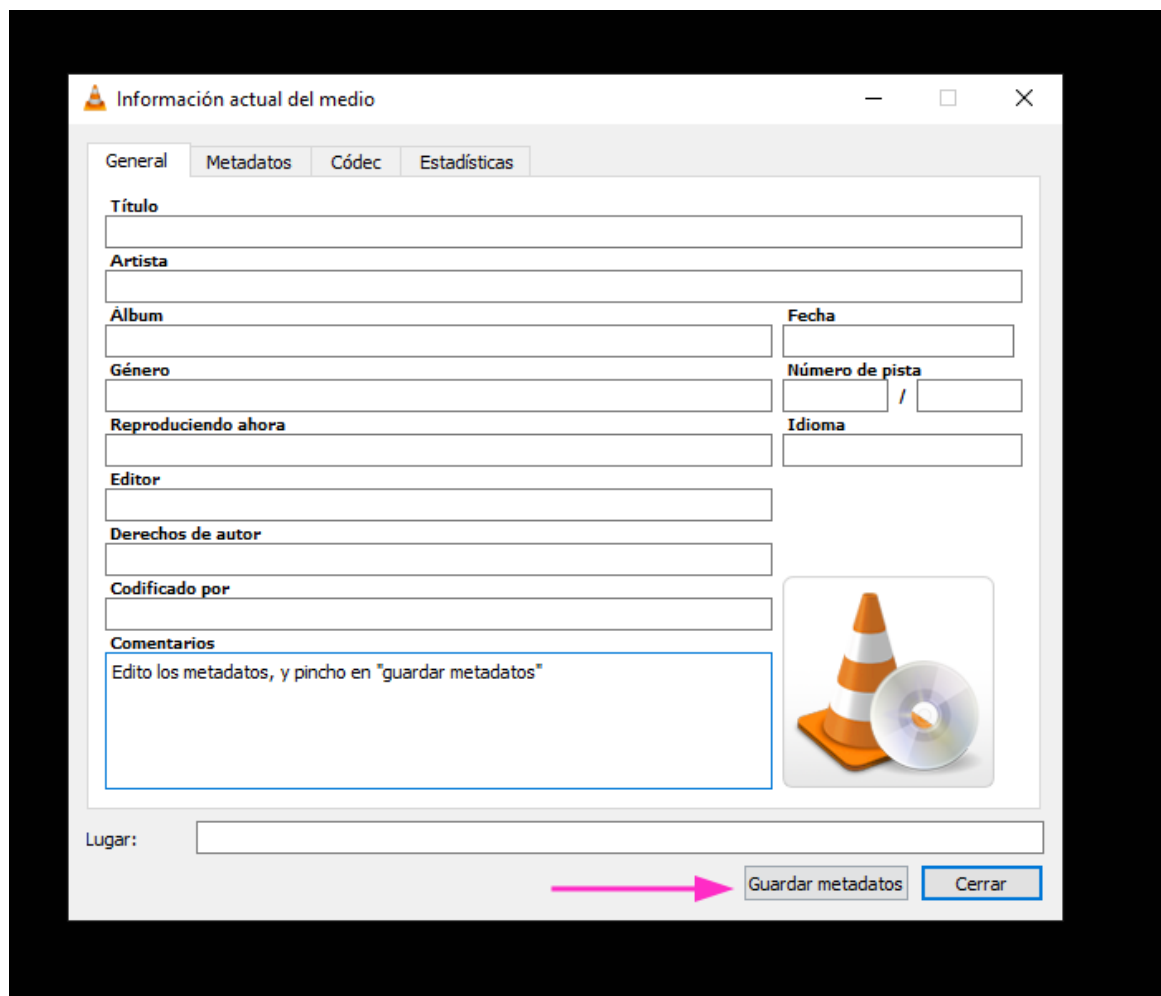 Información actual del medio
General Metadatos Códec Estadísticas
Título
Artista
Álbum Fecha
Género Número de pista
/
Reproduciendo ahora Idioma
Editor
Derechos de autor
Codificado por
Comentarios
Edito los metadatos, y pincho en "guardar metadatos"
Lugar:
Guardar metadatos Cerrar